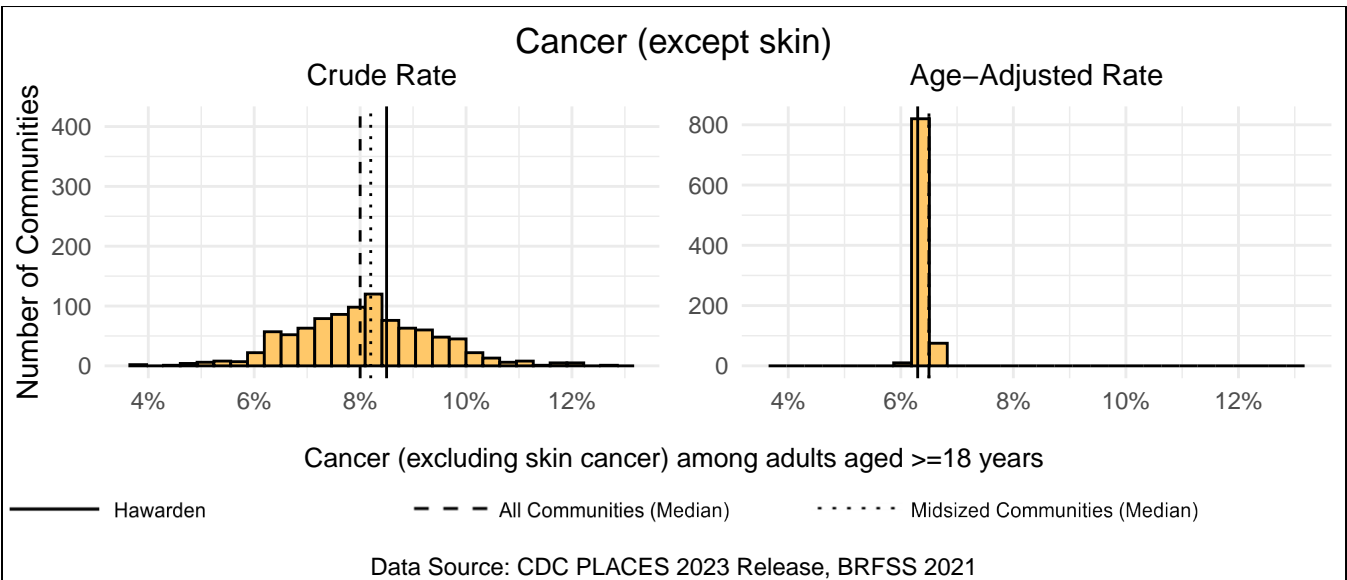 Cancer (except skin)
Crude Rate
Age−Adjusted Rate
Number of Communities
400
300
200
100
0
4%
6%
8%
10%
12%
800
600
400
200
0
4%
6%
8%
10%
12%
Cancer (excluding skin cancer) among adults aged >=18 years
Hawarden
All Communities (Median)
Midsized Communities (Median)
Data Source: CDC PLACES 2023 Release, BRFSS 2021